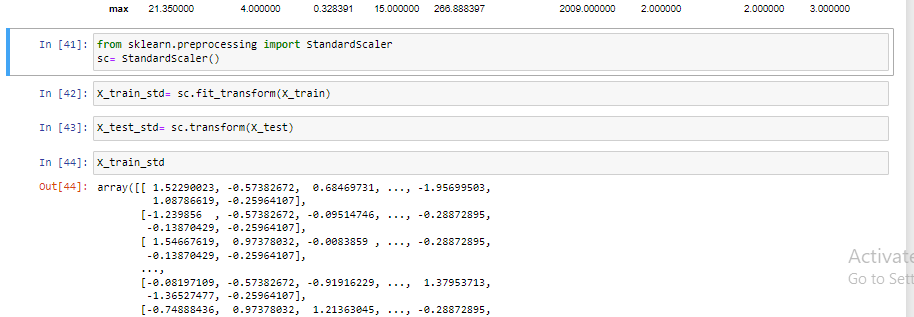 max 21.350000 4.000000 0.328391 15.000000 266.888397 2009.000000 2.000000 2.000000 3.000000
In [41]: from sklearn.preprocessing import StandardScaler
sc= StandardScaler()
In [42]: X_train_std= sc.fit_transform(X_train)
In [43]: X_test_std= sc.transform(X_test)
In [44]: X_train_std
Out[44]: array([[ 1.52290023, -0.57382672, 0.68469731, ..., -1.95699503,
1.08786619, -0.25964107],
[-1.239856 , -0.57382672, -0.09514746, ..., -0.28872895,
-0.13870429, -0.25964107],
[ 1.54667619, 0.97378032, -0.0083859 , ..., -0.28872895,
-0.13870429, -0.25964107],
...,
[-0.08197109, -0.57382672, -0.91916229, ..., 1.37953713,
-1.36527477, -0.25964107],
[-0.74888436, 0.97378032, 1.21363045, ..., -0.28872895,
Activate
Go to Sett